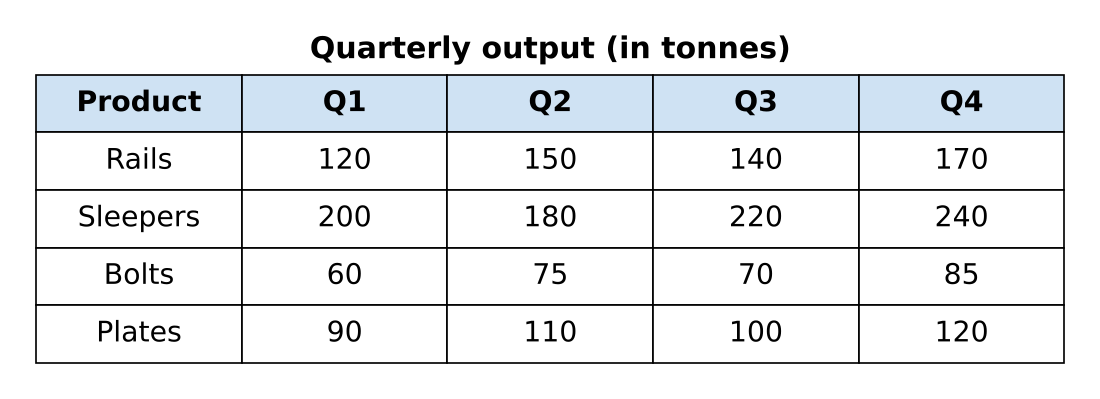 Quarterly output (in tonnes)
Product Q1 Q2 Q3 Q4
Rails 120 150 140 170
Sleepers 200 180 220 240
Bolts 60 75 70 85
Plates 90 110 100 120